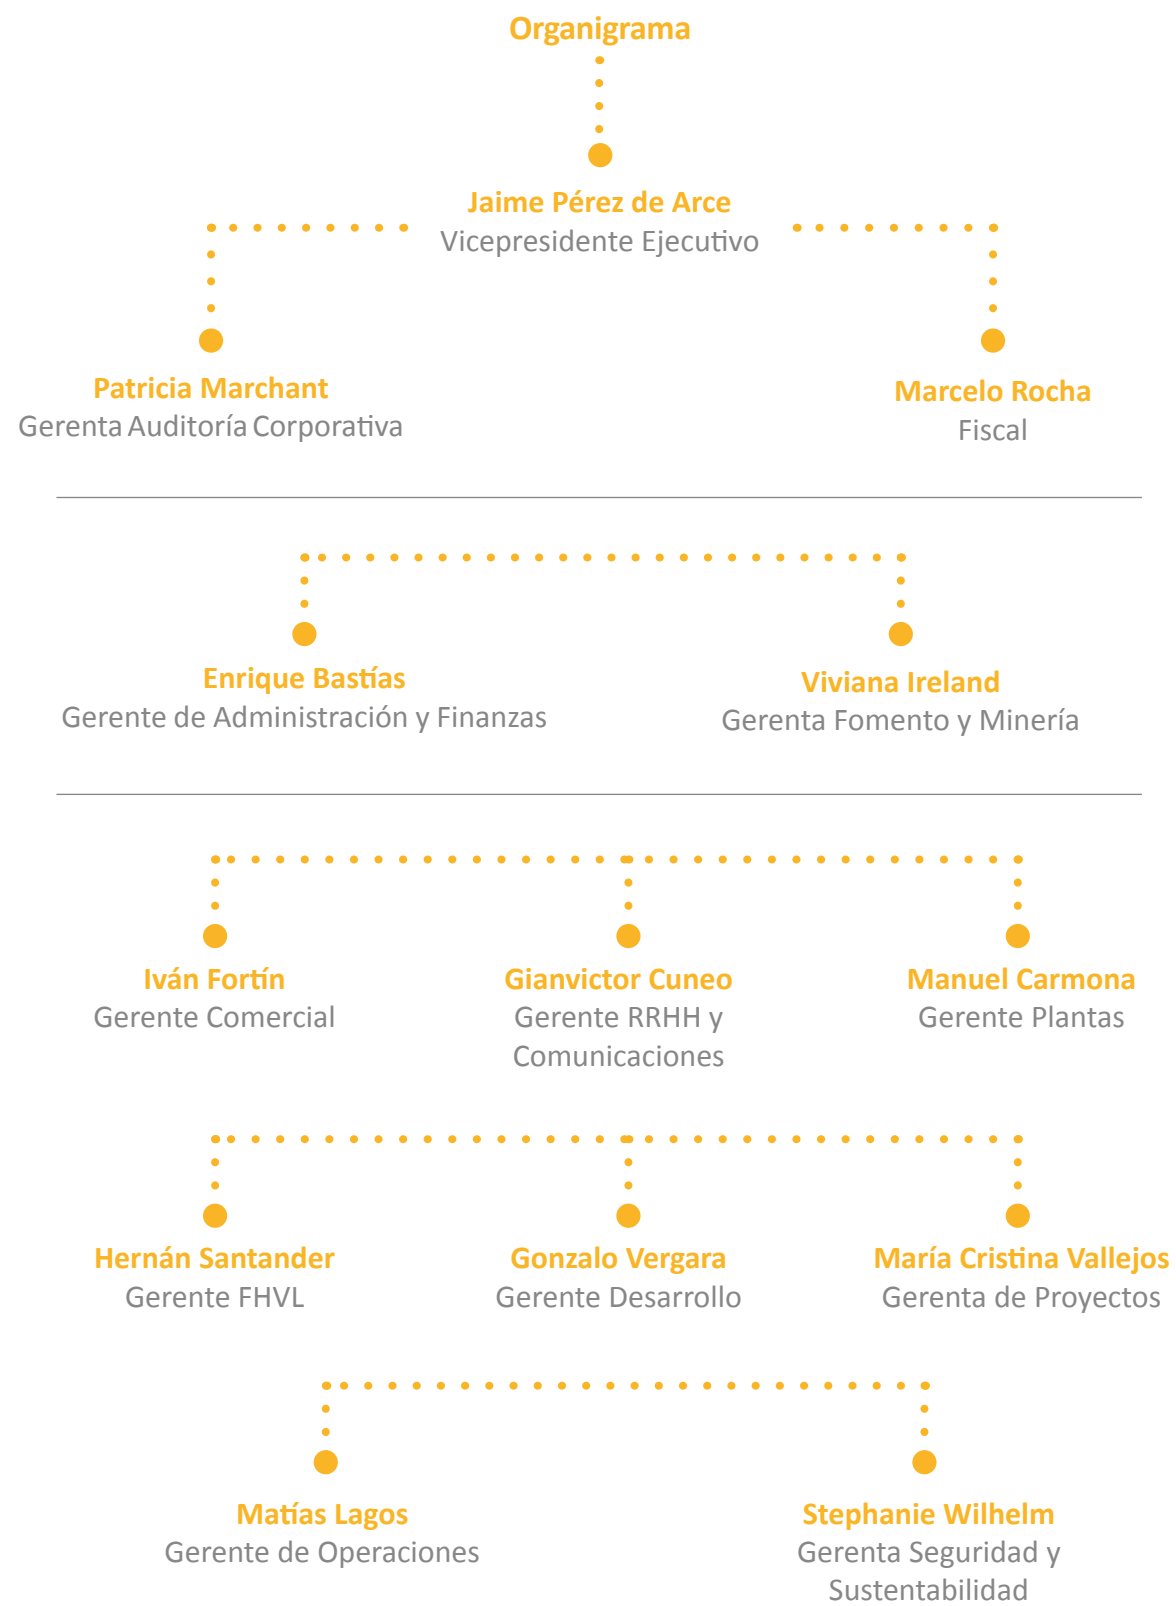 Organigrama
Jaime Pérez de Arce
Vicepresidente Ejecutivo
Patricia Marchant
Gerenta Auditoría Corporativa
Marcelo Rocha
Fiscal
Enrique Bastías
Gerente de Administración y Finanzas
Viviana Ireland
Gerenta Fomento y Minería
Iván Fortín
Gerente Comercial
Gianvictor Cuneo
Gerente RRHH y
Comunicaciones
Manuel Carmona
Gerente Plantas
Hernán Santander
Gerente FHVL
Gonzalo Vergara
Gerente Desarrollo
María Cristina Vallejos
Gerenta de Proyectos
Matías Lagos
Gerente de Operaciones
Stephanie Wilhelm
Gerenta Seguridad y
Sustentabilidad